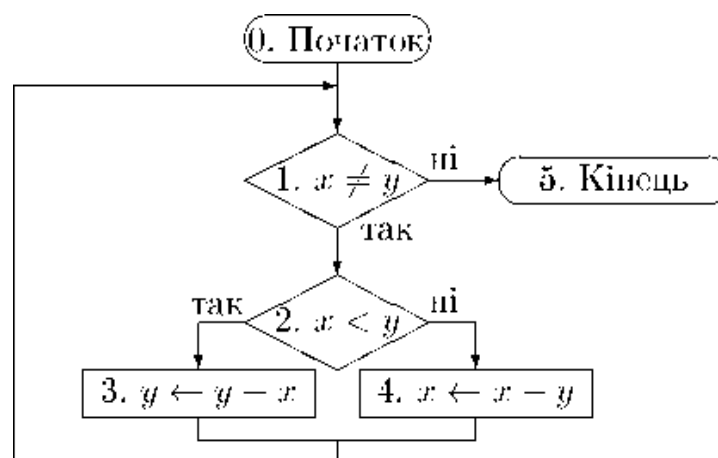 0. Початок
1. x ≠ y
ні
5. Кінець
так
так
2. x < y
ні
3. y ← y − x
4. x ← x − y